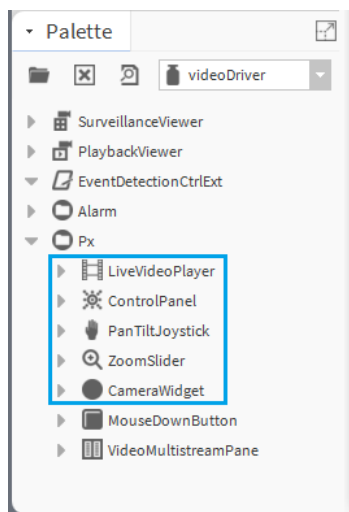 Palette
videoDriver
SurveillanceViewer
PlaybackViewer
EventDetectionCtrlExt
Alarm
Px
LiveVideoPlayer
ControlPanel
PanTiltJoystick
ZoomSlider
CameraWidget
MouseDownButton
VideoMultistreamPane